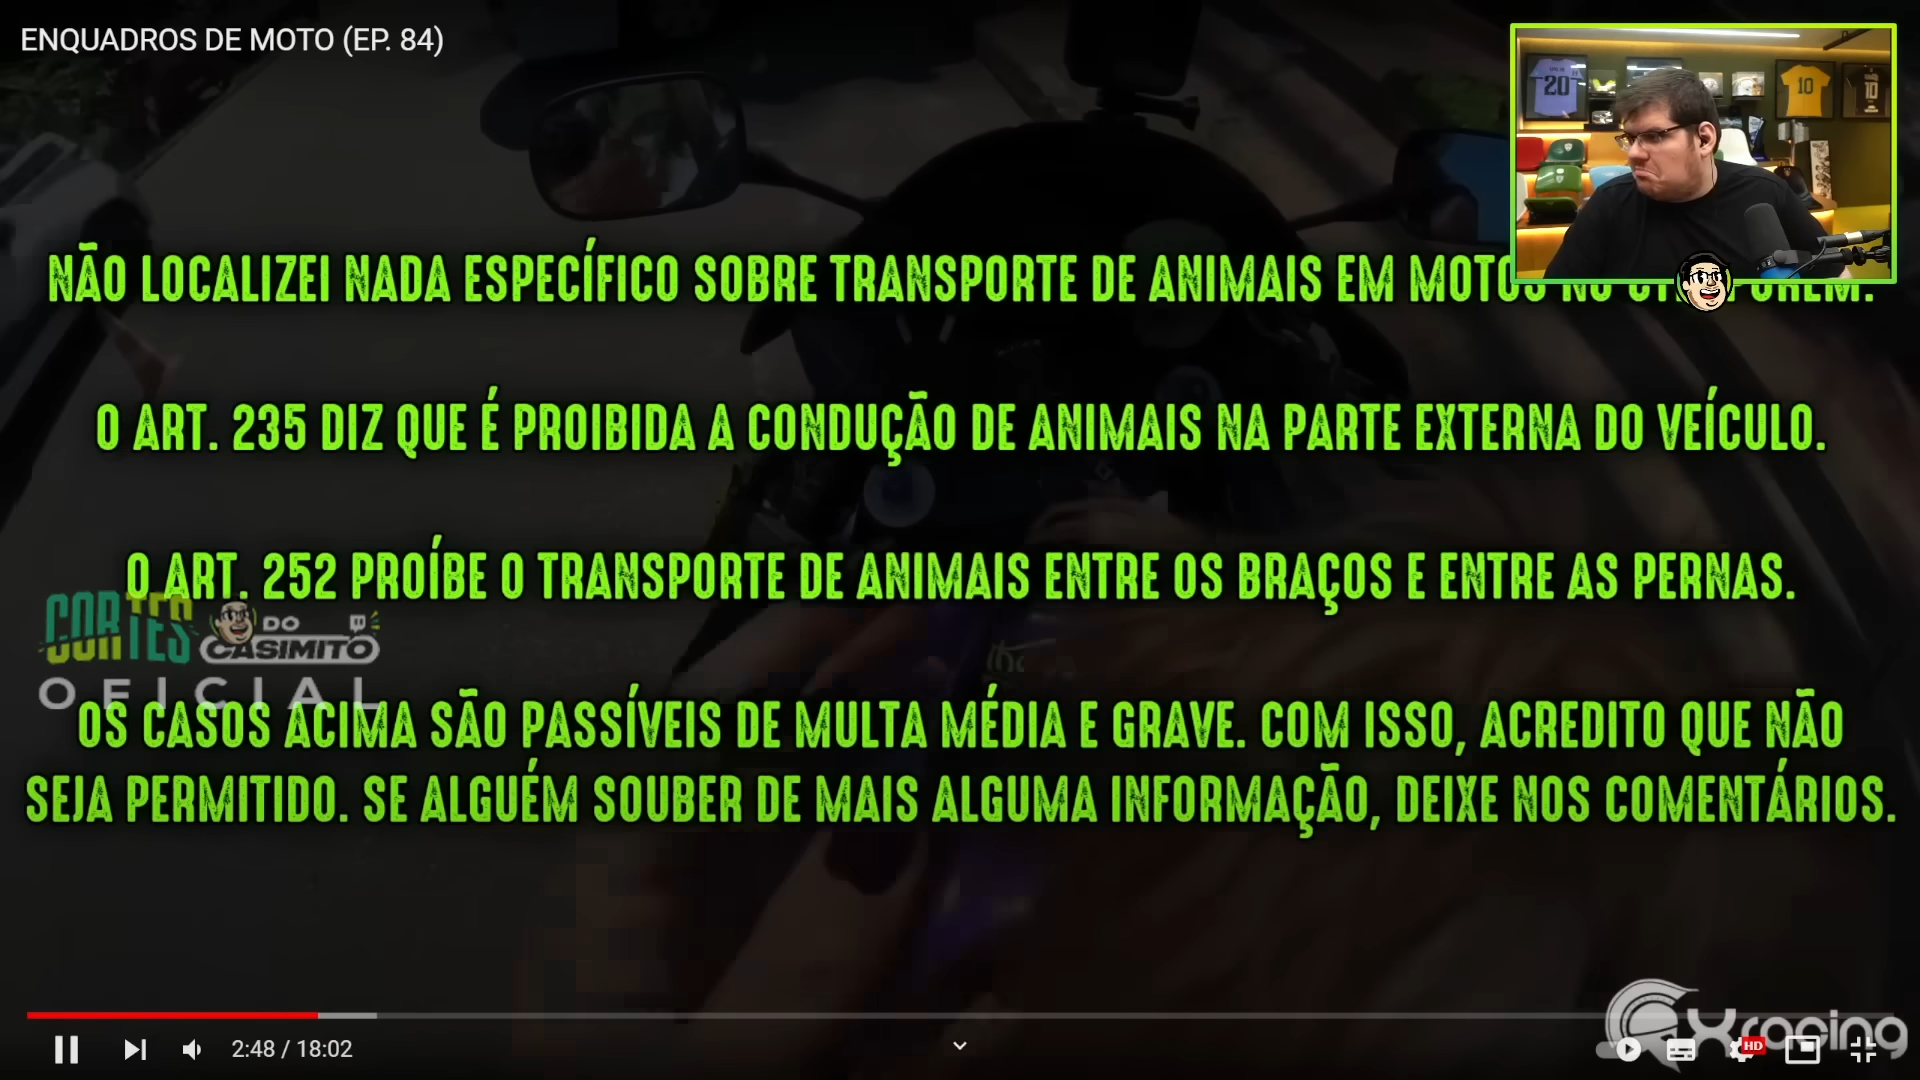 ENQUADROS DE MOTO (EP. 84)
20
10
10
NÃO LOCALIZEI NADA ESPECÍFICO SOBRE TRANSPORTE DE ANIMAIS EM MOTOS
O ART. 235 DIZ QUE É PROIBIDA A CONDUÇÃO DE ANIMAIS NA PARTE EXTERNA DO VEÍCULO.
O ART. 252 PROÍBE O TRANSPORTE DE ANIMAIS ENTRE OS BRAÇOS E ENTRE AS PERNAS.
CORTES DO CASIMITO
OFICIAL
OS CASOS ACIMA SÃO PASSÍVEIS DE MULTA MÉDIA E GRAVE. COM ISSO, ACREDITO QUE NÃO
SEJA PERMITIDO. SE ALGUÉM SOUBER DE MAIS ALGUMA INFORMAÇÃO, DEIXE NOS COMENTÁRIOS.
Xracing
2:48 / 18:02
HD